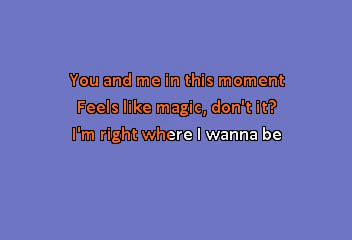 You and me in this moment
Feels like magic, don't it?
I'm right where I wanna be